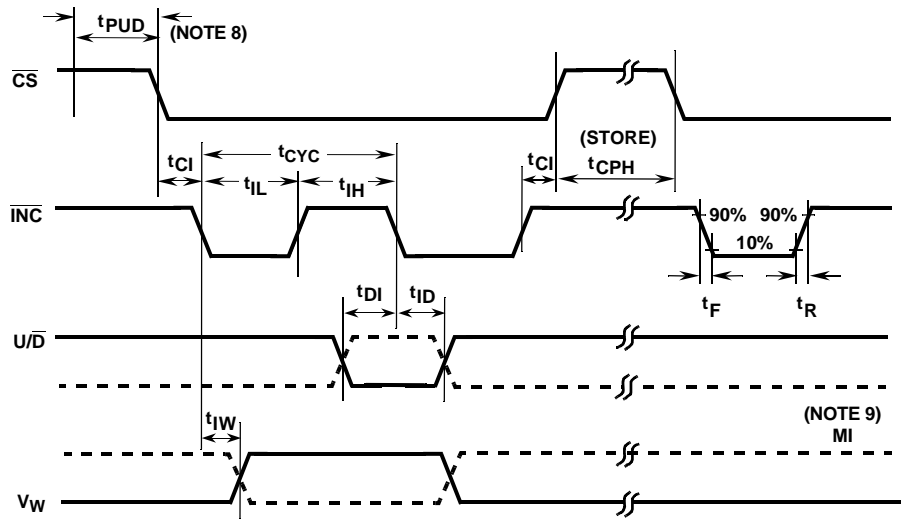 tPUD
(NOTE 8)
CS
(STORE)
tCI
tCYC
tCI
tCPH
tIL
tIH
INC
90%
90%
10%
tDI
tID
tF
tR
U/D
tIW
(NOTE 9)
MI
VW